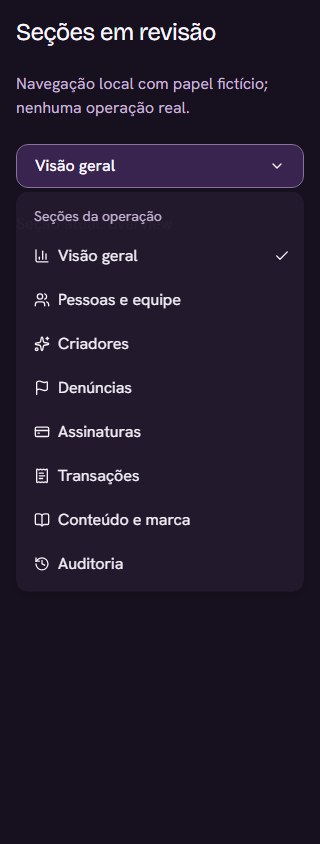 Seções em revisão
Navegação local com papel fictício;
nenhuma operação real.
Visão geral
Seções da operação
Visão geral
Pessoas e equipe
Criadores
Denúncias
Assinaturas
Transações
Conteúdo e marca
Auditoria